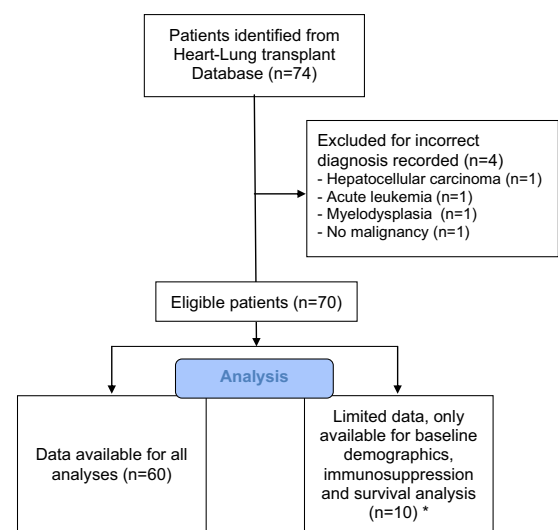 Patients identified from
Heart-Lung transplant
Database (n=74)
Excluded for incorrect
diagnosis recorded (n=4)
- Hepatocellular carcinoma (n=1)
- Acute leukemia (n=1)
- Myelodysplasia (n=1)
- No malignancy (n=1)
Eligible patients (n=70)
Analysis
Data available for all
analyses (n=60)
Limited data, only
available for baseline
demographics,
immunosuppression
and survival analysis
(n=10) *